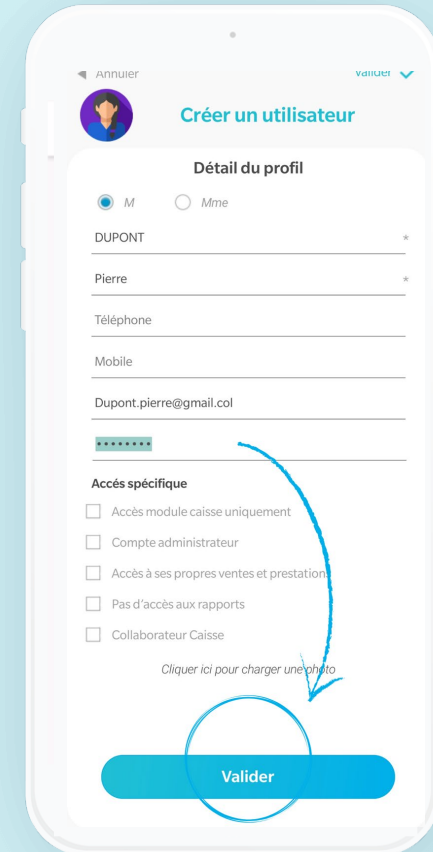 Annuler
Valider
Créer un utilisateur
Détail du profil
M
Mme
DUPONT *
Pierre *
Téléphone
Mobile
Dupont.pierre@gmail.col
••••••••
Accés spécifique
Accès module caisse uniquement
Compte administrateur
Accès à ses propres ventes et prestation
Pas d'accès aux rapports
Collaborateur Caisse
Cliquer ici pour charger une photo
Valider